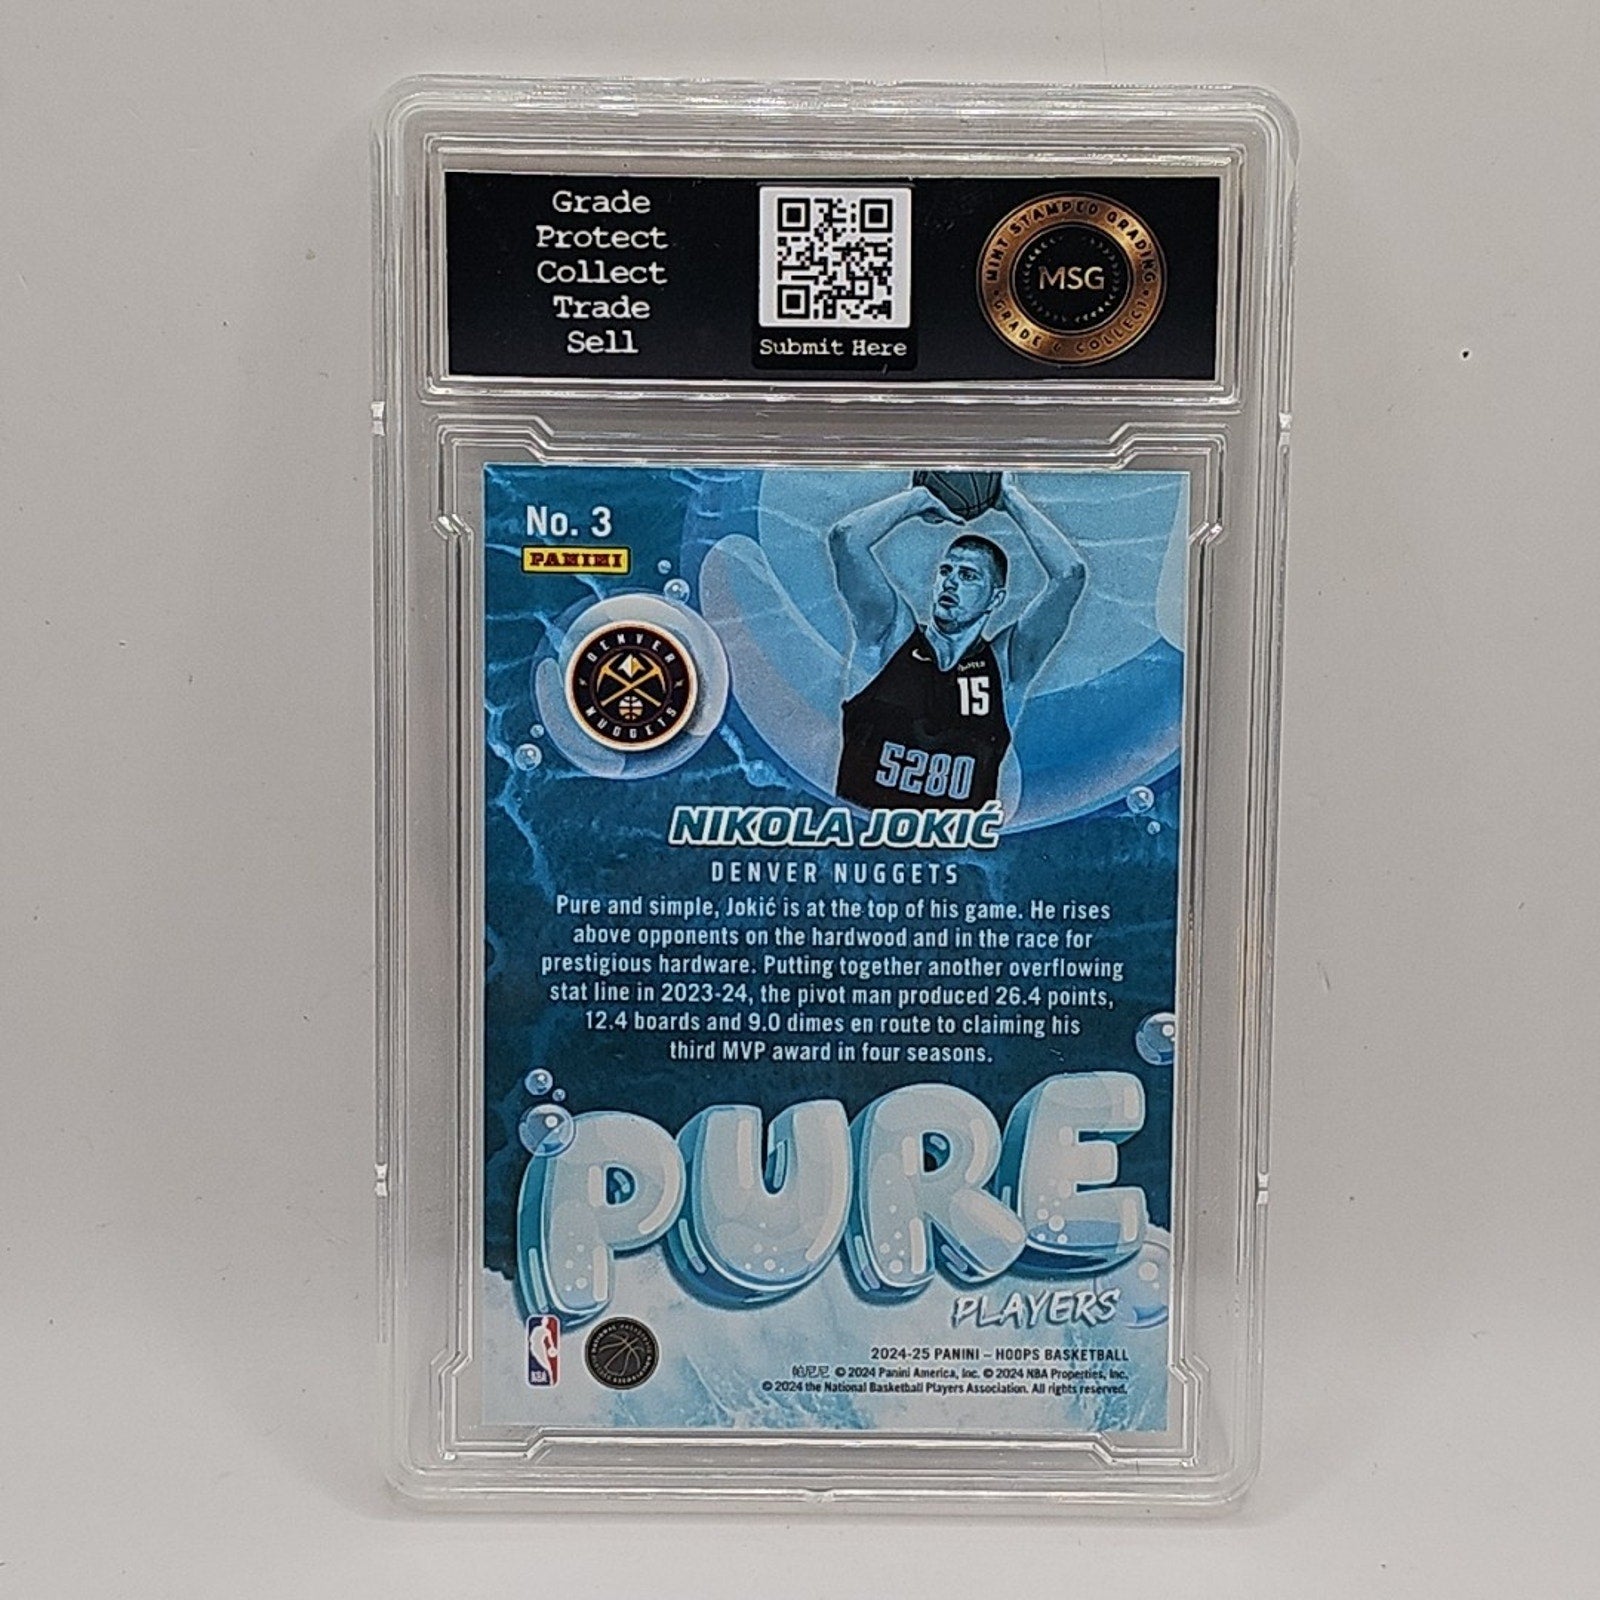 Grade
Protect
Collect
Trade
Sell
Submit Here
MINT STAMPED GRADING
MSG
GRADE & COLLECT
No. 3
PANINI
DENVER
NUGGETS
15
5280
NIKOLA JOKIĆ
DENVER NUGGETS
Pure and simple, Jokić is at the top of his game. He rises
above opponents on the hardwood and in the race for
prestigious hardware. Putting together another overflowing
stat line in 2023-24, the pivot man produced 26.4 points,
12.4 boards and 9.0 dimes en route to claiming his
third MVP award in four seasons.
PURE
PLAYERS
NBA
2024-25 PANINI – HOOPS BASKETBALL
帕尼尼 © 2024 Panini America, Inc. © 2024 NBA Properties, Inc.
© 2024 the National Basketball Players Association. All rights reserved.